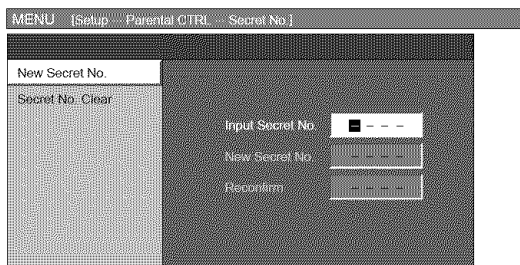 MENU [Setup -- Parental CTRL -- Secret No.]
New Secret No.
Secret No. Clear
Input Secret No. – – – –
New Secret No. – – – –
Reconfirm – – – –